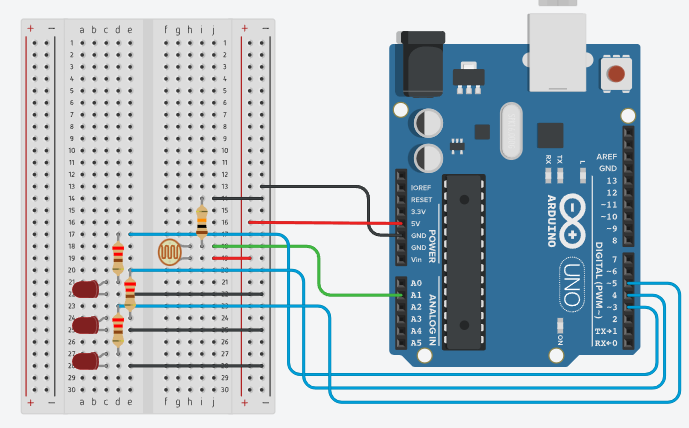 + − a b c d e f g h i j + −
1 1
2 2
3 3
4 4
5 5
6 6
7 7
8 8
9 9
10 10
11 11
12 12
13 13
14 14
15 15
16 16
17 17
18 18
19 19
20 20
21 21
22
23 23
24 24
25 25
26 26
27 27
28 28
29 29
30 30
+ − a b c d e f g h i j + −
IOREF
RESET
3.3V
5V
GND
GND
Vin
POWER
A0
A1
A2
A3
A4
A5
ANALOG IN
RX
TX
L
ARDUINO
UNO
ON
AREF
GND
13
12
~11
~10
~9
8
7
~6
~5
4
~3
2
TX→1
RX←0
DIGITAL (PWM~)